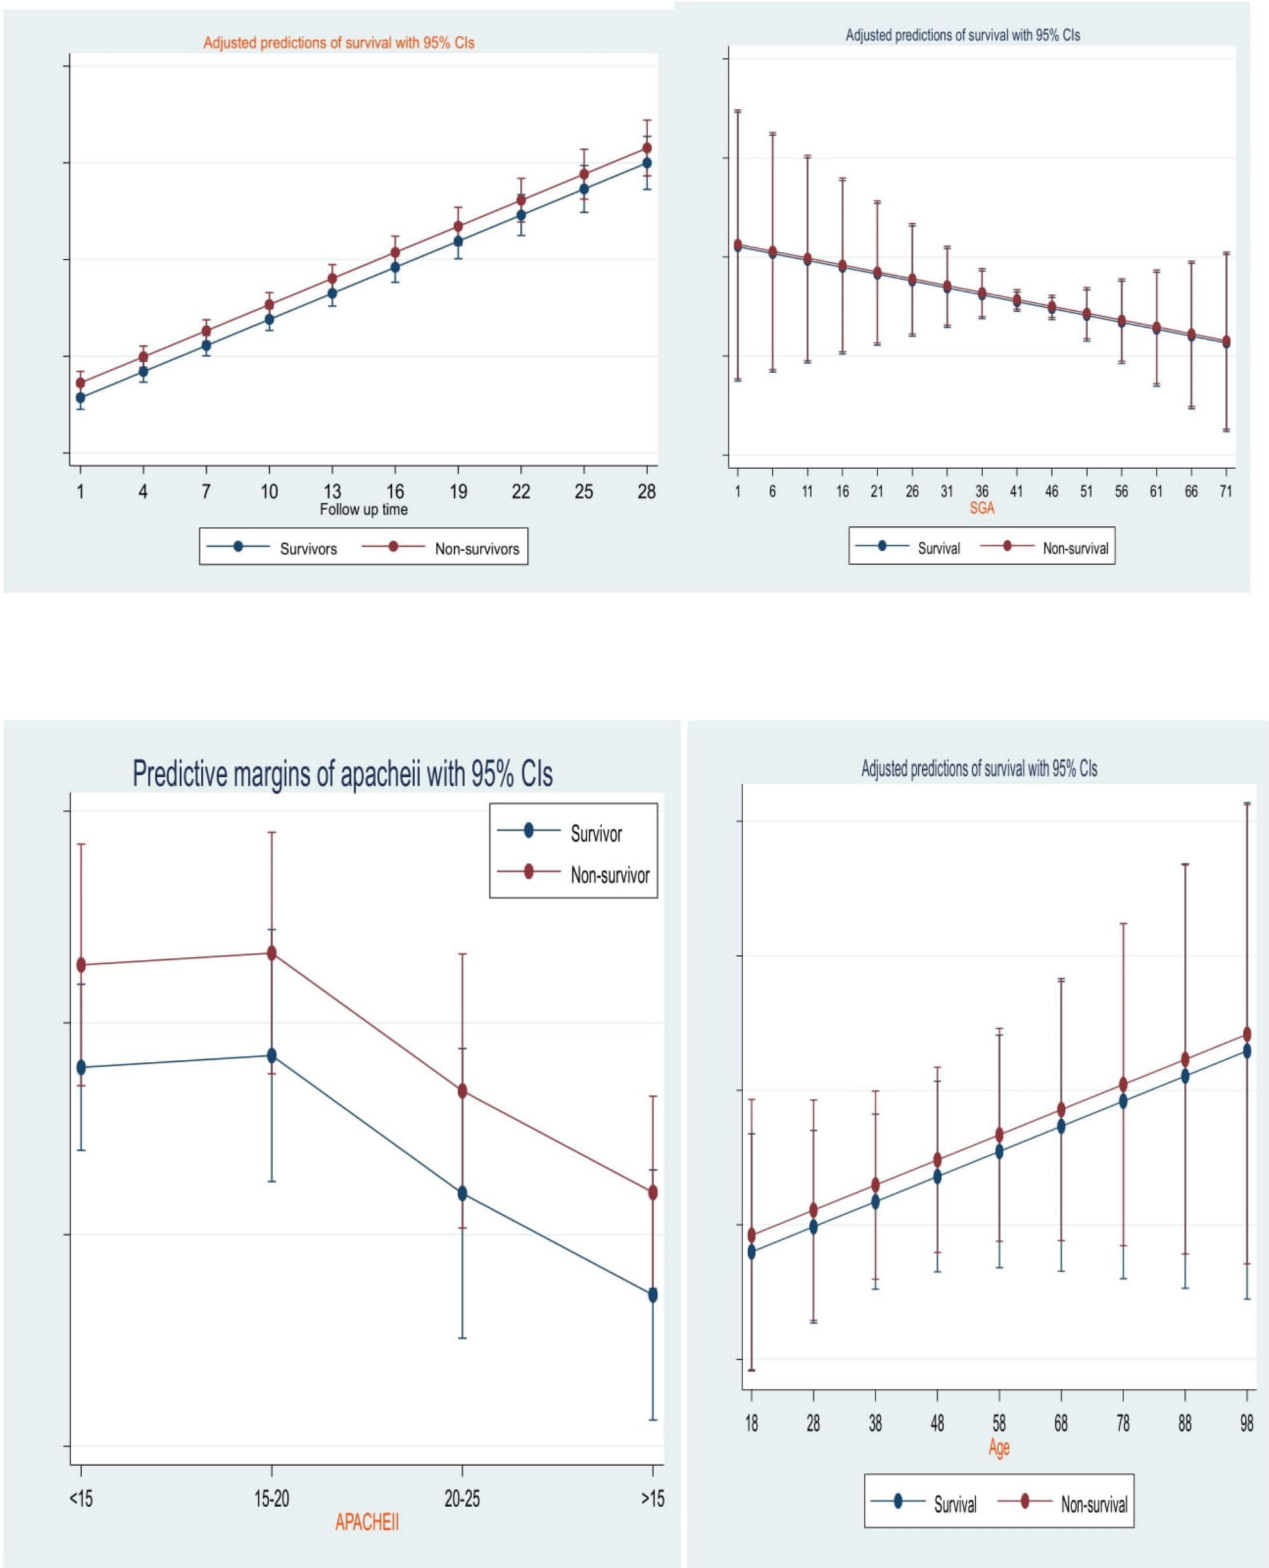 Adjusted predictions of survival with 95% CIs
1 4 7 10 13 16 19 22 25 28
Follow up time
Survivors Non-survivors
Adjusted predictions of survival with 95% CIs
1 6 11 16 21 26 31 36 41 46 51 56 61 66 71
SGA
Survival Non-survival
Predictive margins of apacheii with 95% CIs
Survivor
Non-survivor
<15 15-20 20-25 >15
APACHEII
Adjusted predictions of survival with 95% CIs
18 28 38 48 58 68 78 88 98
Age
Survival Non-survival